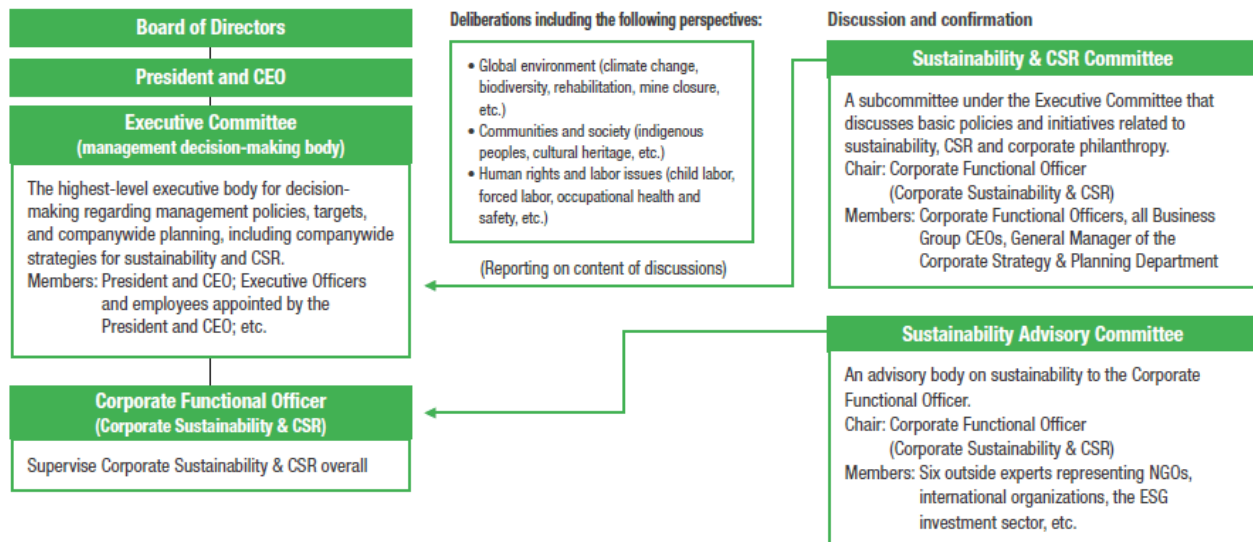 Board of Directors
President and CEO
Executive Committee
(management decision-making body)
The highest-level executive body for decision-
making regarding management policies, targets,
and companywide planning, including companywide
strategies for sustainability and CSR.
Members: President and CEO; Executive Officers
and employees appointed by the
President and CEO; etc.
Corporate Functional Officer
(Corporate Sustainability & CSR)
Supervise Corporate Sustainability & CSR overall
Deliberations including the following perspectives:
• Global environment (climate change,
biodiversity, rehabilitation, mine closure,
etc.)
• Communities and society (indigenous
peoples, cultural heritage, etc.)
• Human rights and labor issues (child labor,
forced labor, occupational health and
safety, etc.)
(Reporting on content of discussions)
Discussion and confirmation
Sustainability & CSR Committee
A subcommittee under the Executive Committee that
discusses basic policies and initiatives related to
sustainability, CSR and corporate philanthropy.
Chair: Corporate Functional Officer
(Corporate Sustainability & CSR)
Members: Corporate Functional Officers, all Business
Group CEOs, General Manager of the
Corporate Strategy & Planning Department
Sustainability Advisory Committee
An advisory body on sustainability to the Corporate
Functional Officer.
Chair: Corporate Functional Officer
(Corporate Sustainability & CSR)
Members: Six outside experts representing NGOs,
international organizations, the ESG
investment sector, etc.